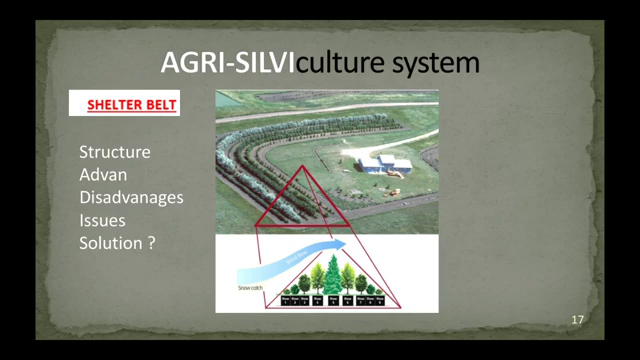 AGRI-SILVIculture system
SHELTER BELT
Structure
Advan
Disadvanages
Issues
Solution ?
Snow catch
17